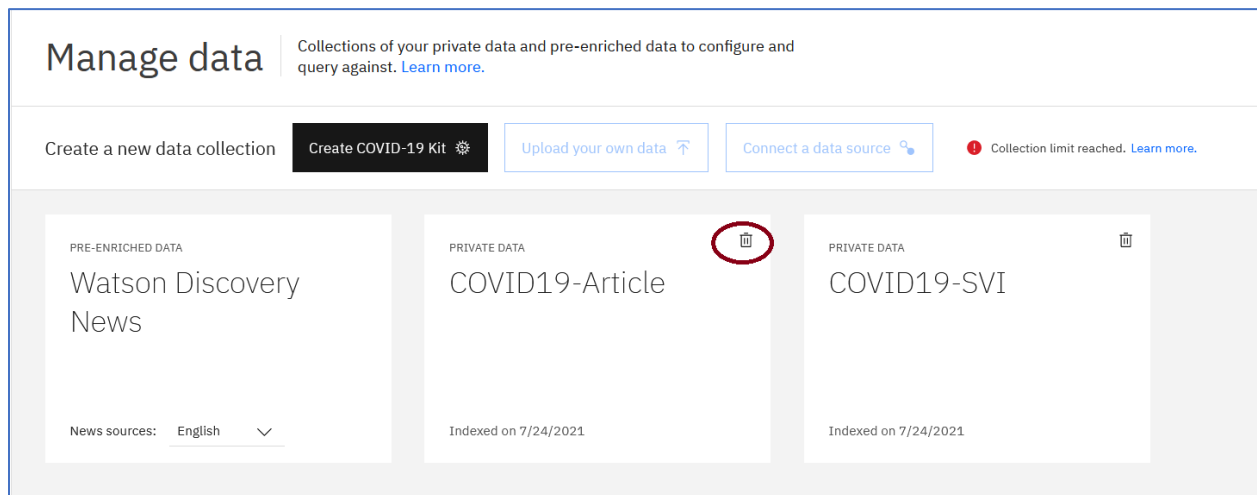 Manage data
Collections of your private data and pre-enriched data to configure and
query against. Learn more.
Create a new data collection
Create COVID-19 Kit
Upload your own data
Connect a data source
Collection limit reached. Learn more.
PRE-ENRICHED DATA
Watson Discovery
News
News sources: English
PRIVATE DATA
COVID19-Article
Indexed on 7/24/2021
PRIVATE DATA
COVID19-SVI
Indexed on 7/24/2021